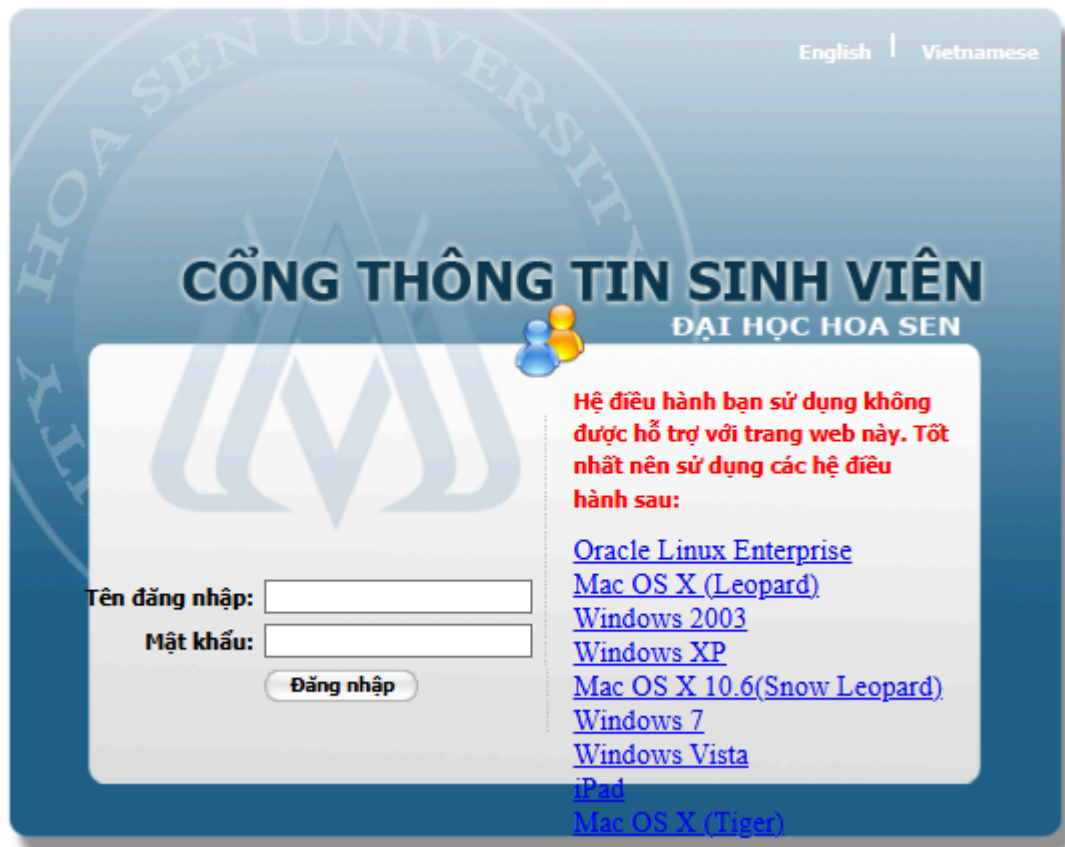 HOA SEN UNIVERSITY
English | Vietnamese
CỔNG THÔNG TIN SINH VIÊN
ĐẠI HỌC HOA SEN
Hệ điều hành bạn sử dụng không
được hỗ trợ với trang web này. Tốt
nhất nên sử dụng các hệ điều
hành sau:
Oracle Linux Enterprise
Mac OS X (Leopard)
Windows 2003
Windows XP
Mac OS X 10.6(Snow Leopard)
Windows 7
Windows Vista
iPad
Mac OS X (Tiger)
Tên đăng nhập:
Mật khẩu:
Đăng nhập